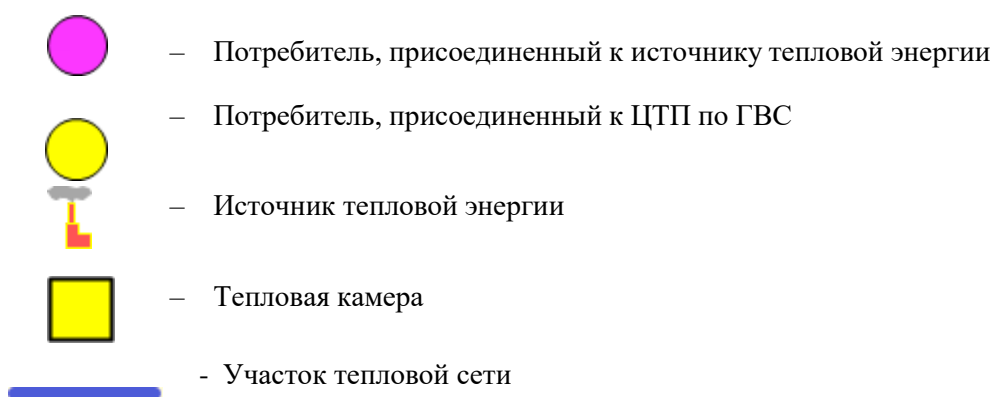 – Потребитель, присоединенный к источнику тепловой энергии
– Потребитель, присоединенный к ЦТП по ГВС
– Источник тепловой энергии
– Тепловая камера
- Участок тепловой сети